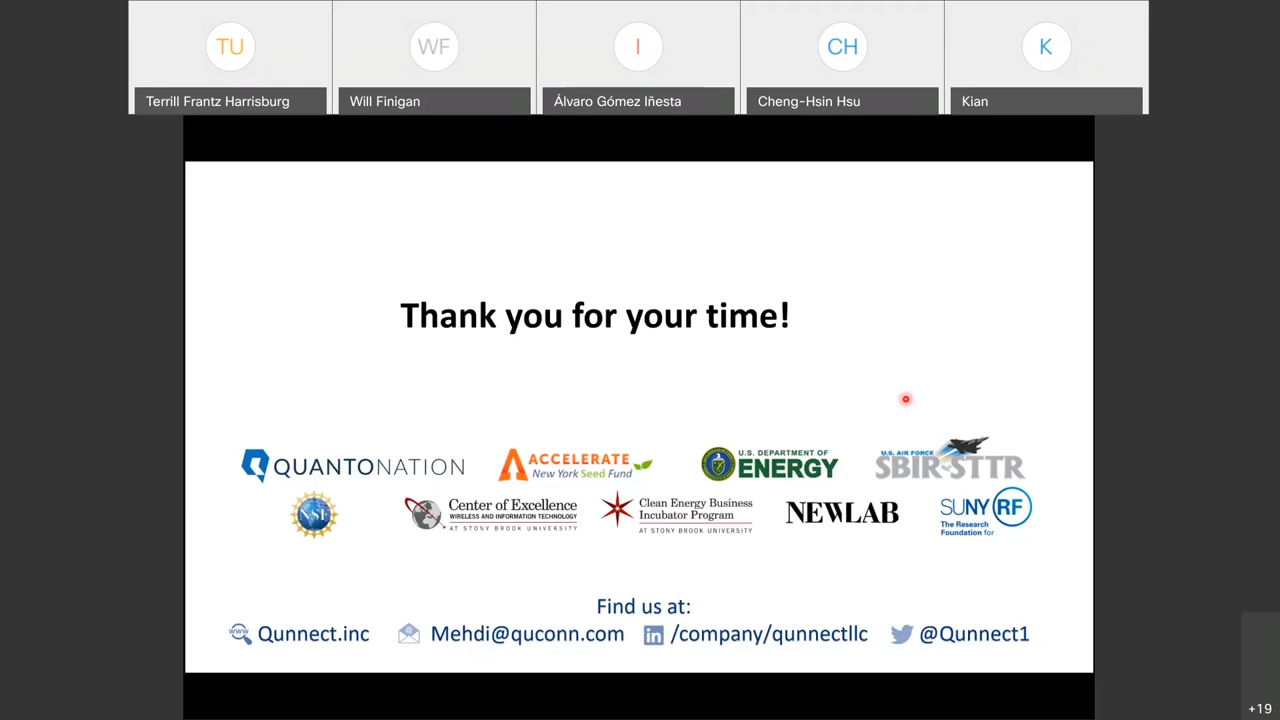 TU
WF
I
CH
K
Terrill Frantz Harrisburg
Will Finigan
Álvaro Gómez Iñesta
Cheng-Hsin Hsu
Kian
Thank you for your time!
QUANTONATION
ACCELERATE
New York Seed Fund
U.S. DEPARTMENT OF
ENERGY
U.S. AIR FORCE
SBIR STTR
NSF
Center of Excellence
WIRELESS AND INFORMATION TECHNOLOGY
AT STONY BROOK UNIVERSITY
Clean Energy Business
Incubator Program
AT STONY BROOK UNIVERSITY
NEWLAB
SUNY RF
The Research
Foundation for
Find us at:
www Qunnect.inc Mehdi@quconn.com in /company/qunnectllc @Qunnect1
+19